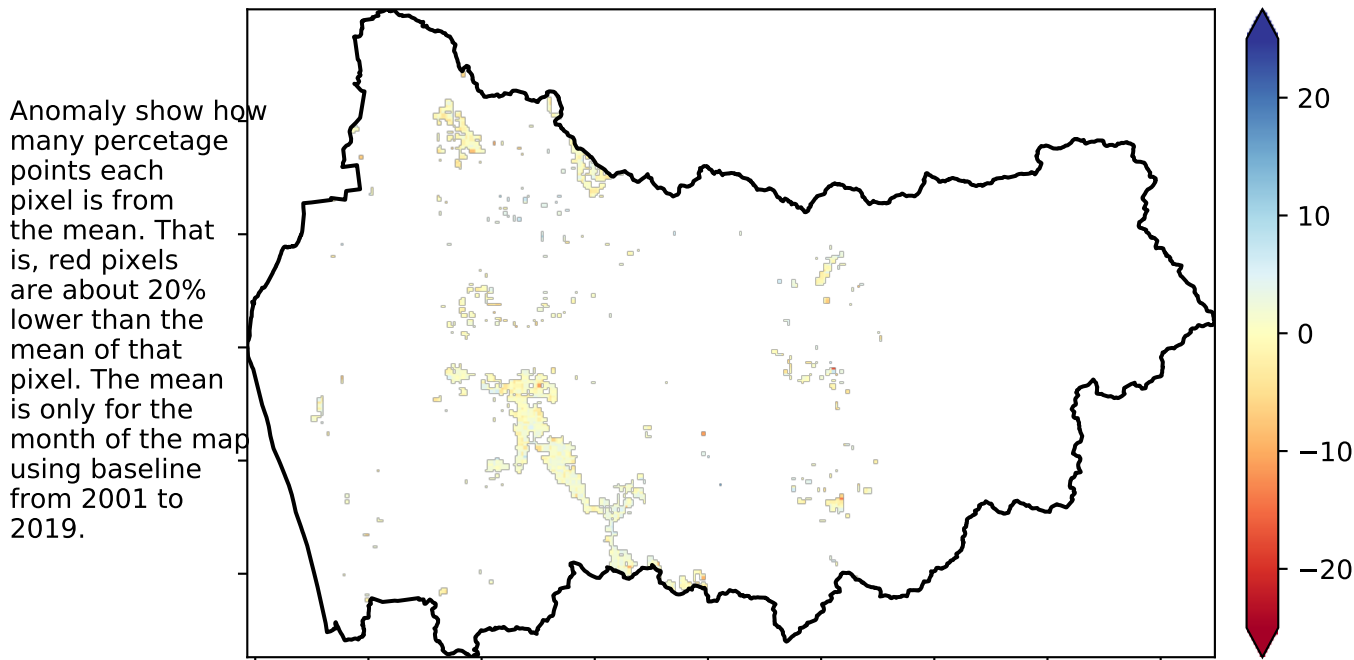 Anomaly show how
many percetage
points each
pixel is from
the mean. That
is, red pixels
are about 20%
lower than the
mean of that
pixel. The mean
is only for the
month of the map
using baseline
from 2001 to
2019.
20
10
0
−10
−20